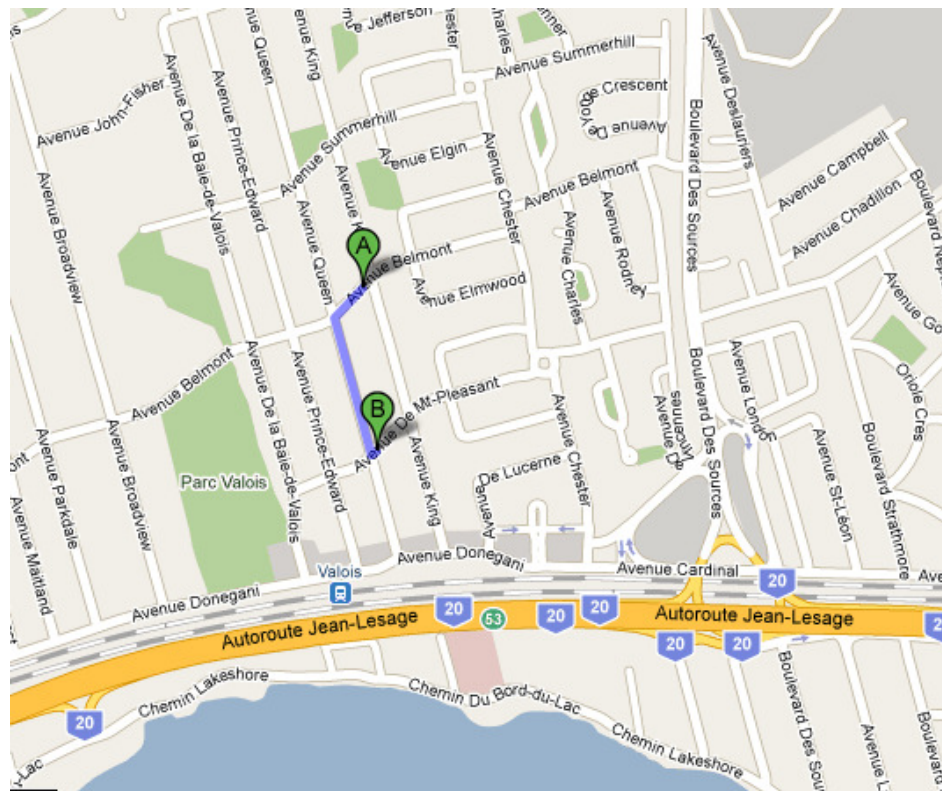 e Jefferson
Avenue Queen
Avenue King
Avenue De la Baie-de-Valois
Avenue Prince-Edward
Avenue Summerhill
Avenue John-Fisher
Avenue Summerhill
Avenue Elgin
Avenue Chester
Avenue Belmont
Avenue Deslauriers
Boulevard Des Sources
Avenue Campbell
Avenue Chadillon
Avenue Broadview
Avenue Queen
A
Avenue Belmont
Avenue Elmwood
Avenue Charles
Avenue Rodney
Avenue Belmont
Avenue De la Baie-de-Valois
Avenue Prince-Edward
B
Avenue De Mt-Pleasant
Avenue King
Avenue Chester
Boulevard Des Sources
Oriole Cres
Boulevard Strathmore
Avenue St-Léon
Parc Valois
Avenue Parkdale
Avenue Broadview
Avenue Maitland
De Lucerne
Avenue
Avenue Donegani
Avenue Cardinal
Valois
Avenue Donegani
20
53
20
20
20
Autoroute Jean-Lesage
Autoroute Jean-Lesage
20
20
20
Chemin Lakeshore
Chemin Du Bord-du-Lac
Chemin Lakeshore
Boulevard Des Sou